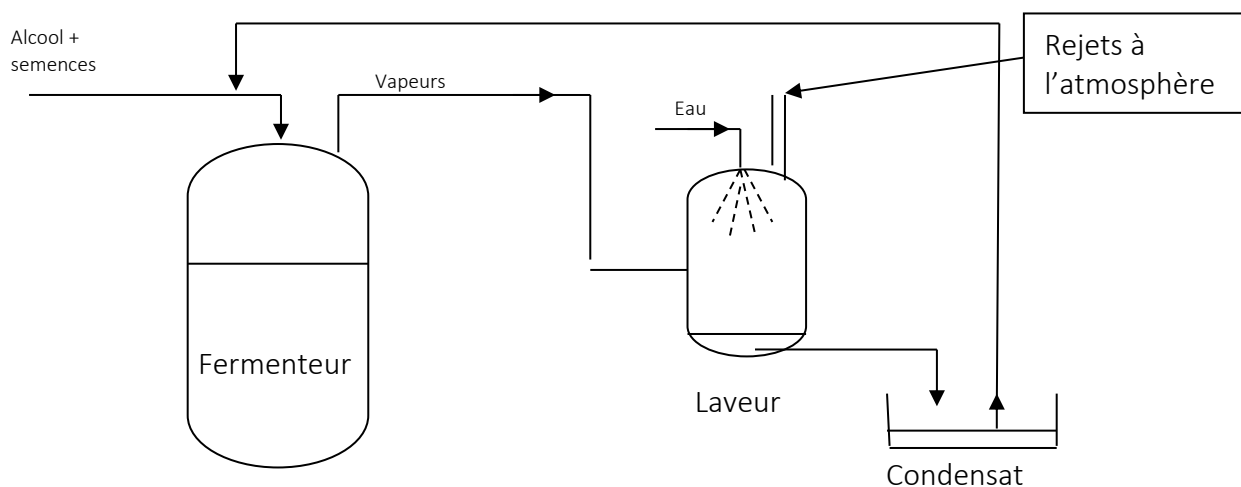 Alcool +
semences
Vapeurs
Eau
Rejets à
l’atmosphère
Fermenteur
Laveur
Condensat